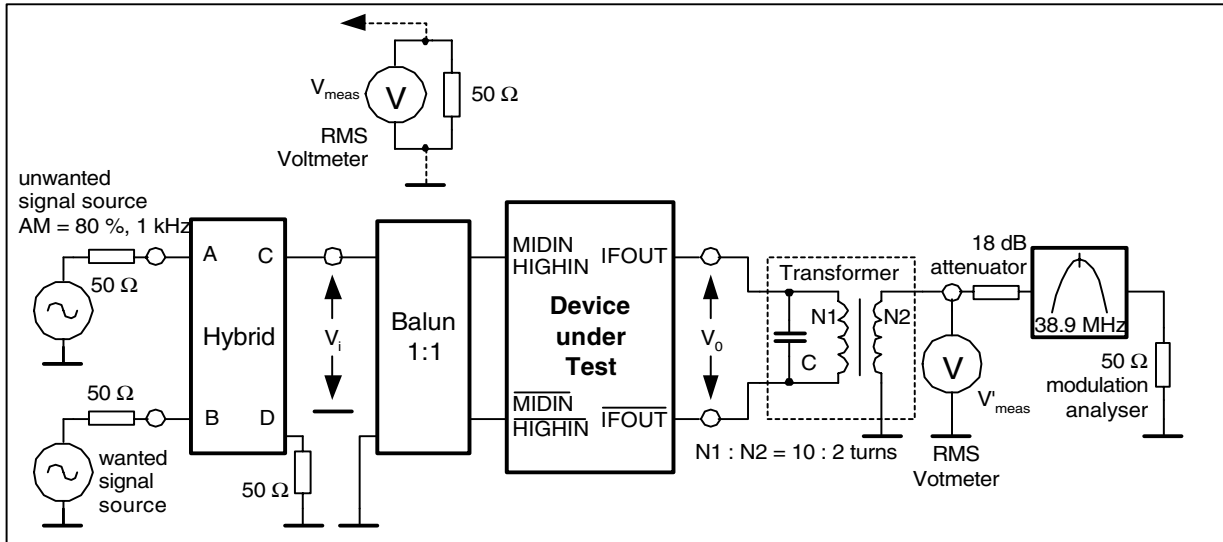 V meas
V
50 Ω
RMS
Voltmeter
unwanted
signal source
AM = 80 %, 1 kHz
50 Ω
A
C
Hybrid
B
D
50 Ω
wanted
signal
source
50 Ω
Vi
Balun
1:1
MIDIN
HIGHIN
IFOUT
Device
under
Test
MIDIN
HIGHIN
IFOUT
V0
Transformer
N1
N2
C
N1 : N2 = 10 : 2 turns
18 dB
attenuator
38.9 MHz
V
V'meas
RMS
Votmeter
50 Ω
modulation
analyser